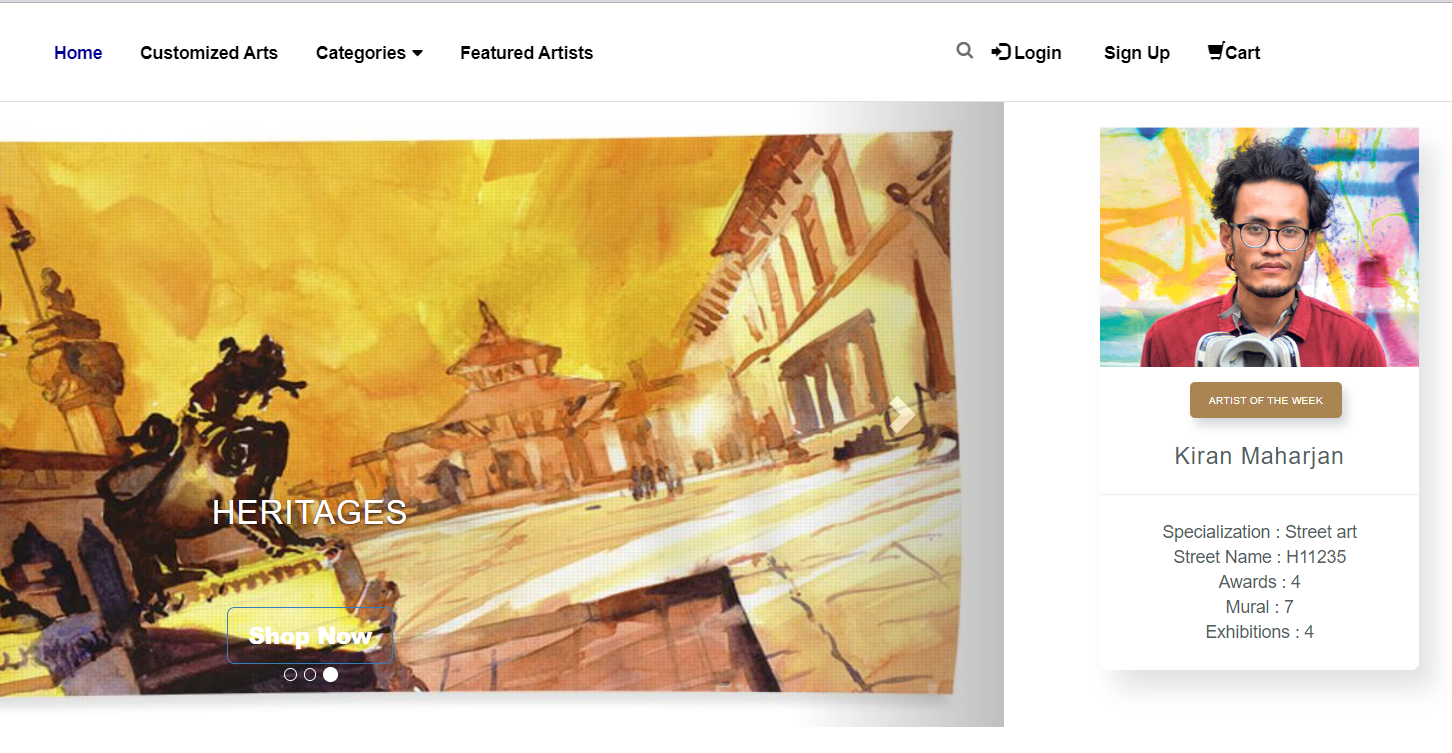 Home Customized Arts Categories Featured Artists Login Sign Up Cart
HERITAGES
Shop Now
ARTIST OF THE WEEK
Kiran Maharjan
Specialization : Street art
Street Name : H11235
Awards : 4
Mural : 7
Exhibitions : 4